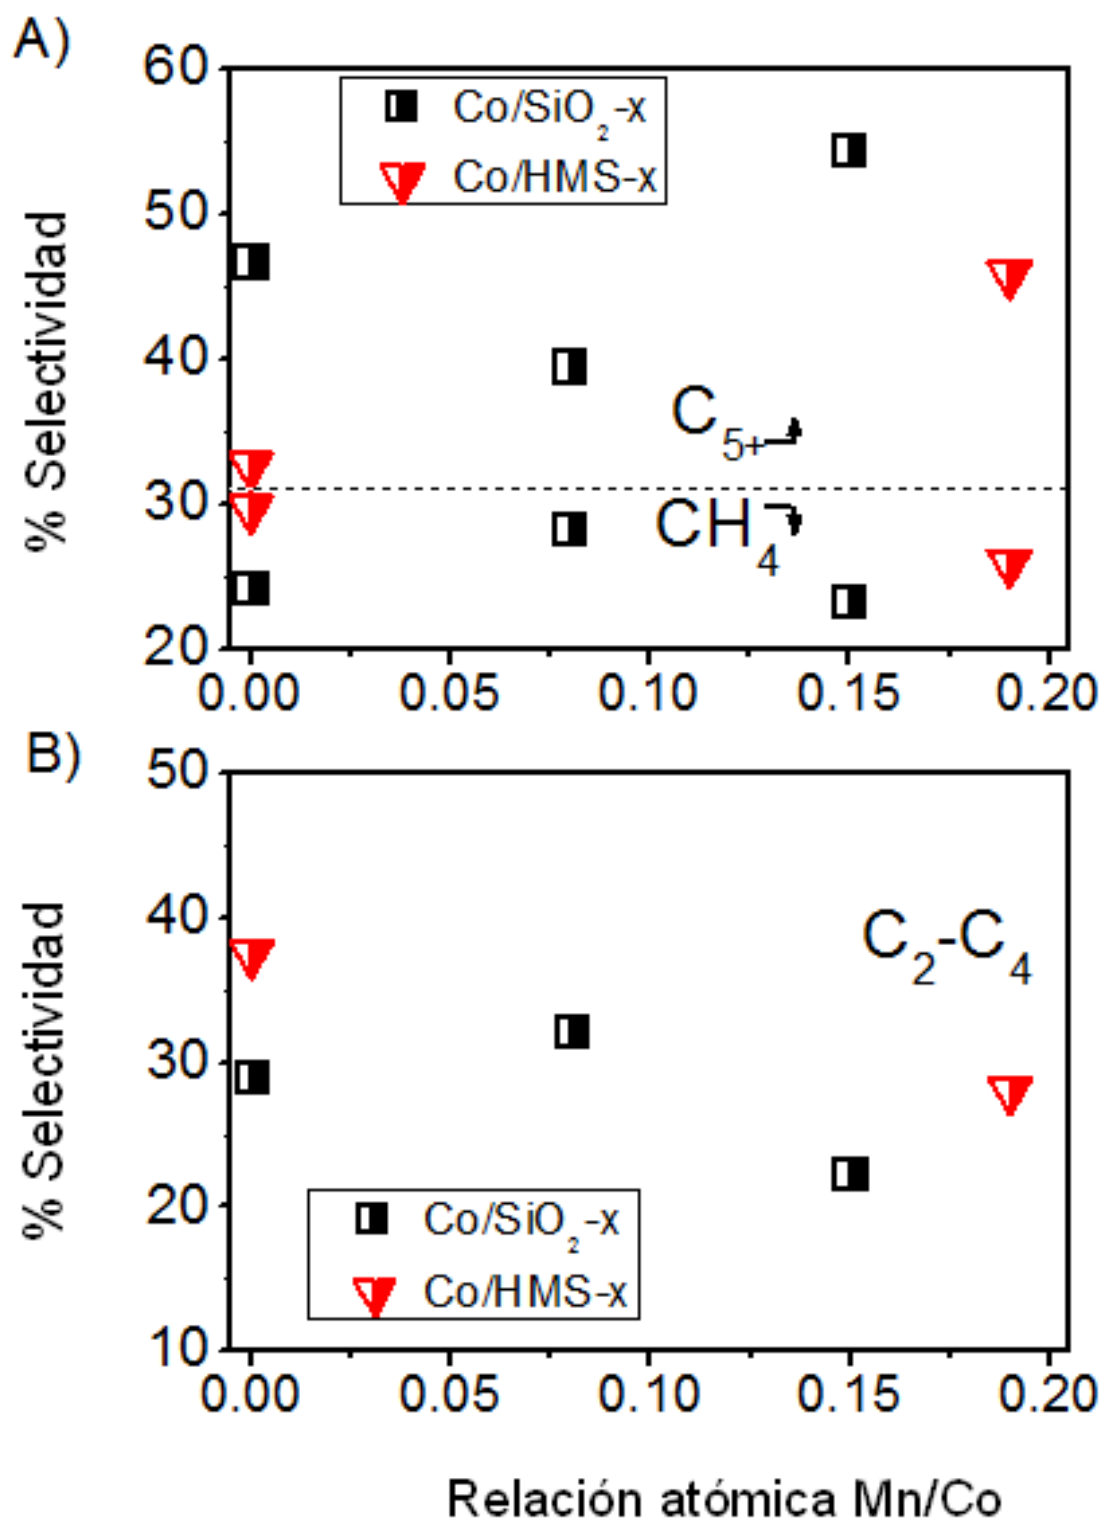 A)
% Selectividad
60
50
40
30
20
Co/SiO₂-x
Co/HMS-x
C₅₊
CH₄
0.00 0.05 0.10 0.15 0.20
B)
% Selectividad
50
40
30
20
10
C₂-C₄
Co/SiO₂-x
Co/HMS-x
0.00 0.05 0.10 0.15 0.20
Relación atómica Mn/Co